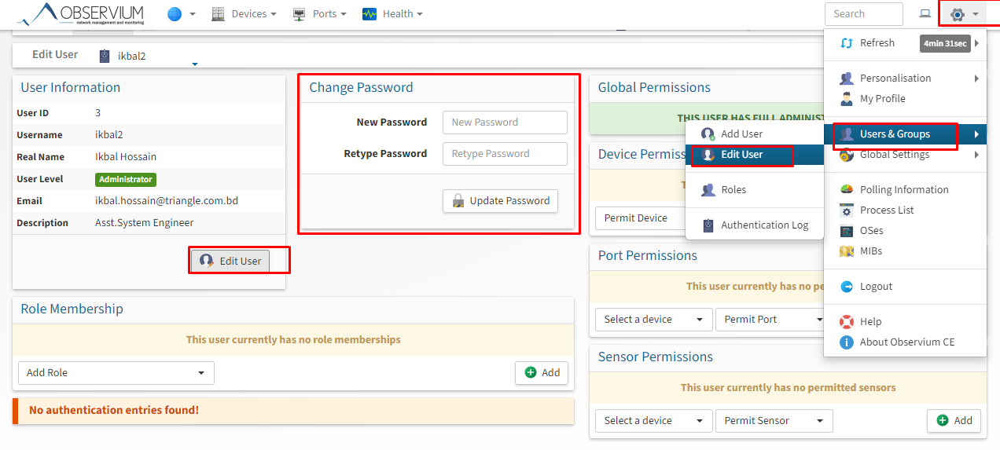 OBSERVIUM
network management and monitoring
Devices
Ports
Health
Search
Edit User
ikbal2
User Information
User ID 3
Username ikbal2
Real Name Ikbal Hossain
User Level Administrator
Email ikbal.hossain@triangle.com.bd
Description Asst.System Engineer
Edit User
Change Password
New Password New Password
Retype Password Retype Password
Update Password
Role Membership
This user currently has no role memberships
Add Role
Add
No authentication entries found!
Global Permissions
THIS USER HAS FULL ADMINIST
Device Permiss
Permit Device
Port Permissions
This user currently has no pe
Select a device
Permit Port
Sensor Permissions
This user currently has no permitted sensors
Select a device
Permit Sensor
Add
Add User
Edit User
Roles
Authentication Log
Refresh 4min 31sec
Personalisation
My Profile
Users & Groups
Global Settings
Polling Information
Process List
OSes
MIBs
Logout
Help
About Observium CE